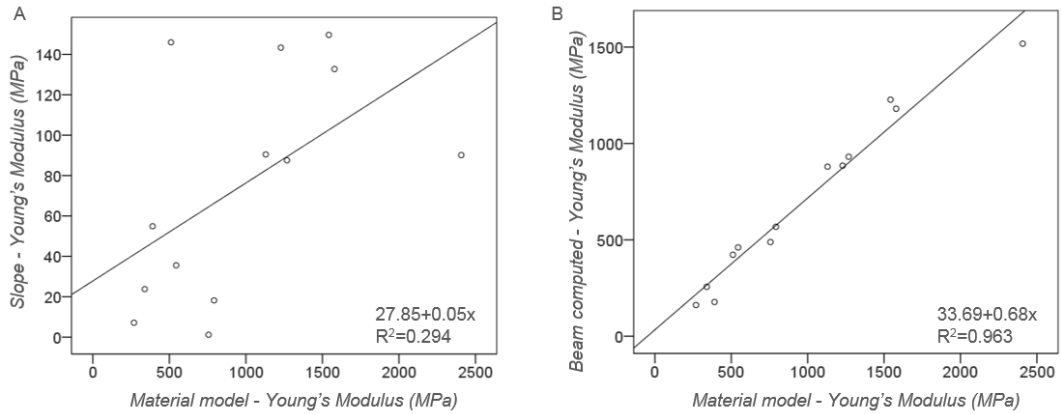 A
Slope - Young's Modulus (MPa)
140
120
100
80
60
40
20
0
27.85+0.05x
R²=0.294
0 500 1000 1500 2000 2500
Material model - Young's Modulus (MPa)
B
Beam computed - Young's Modulus (MPa)
1500
1000
500
0
33.69+0.68x
R²=0.963
0 500 1000 1500 2000 2500
Material model - Young's Modulus (MPa)